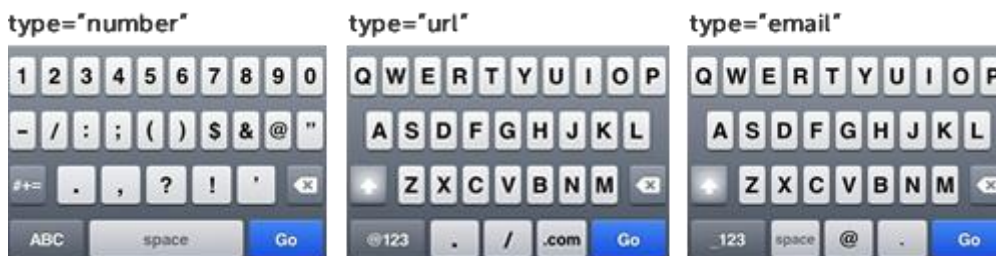 type="number" type="url" type="email"
1 2 3 4 5 6 7 8 9 0
- / : ; ( ) $ & @ "
#+= . , ? ! '
ABC space Go
Q W E R T Y U I O P
A S D F G H J K L
Z X C V B N M
@123 . / .com Go
Q W E R T Y U I O P
A S D F G H J K L
Z X C V B N M
_123 space @ . Go